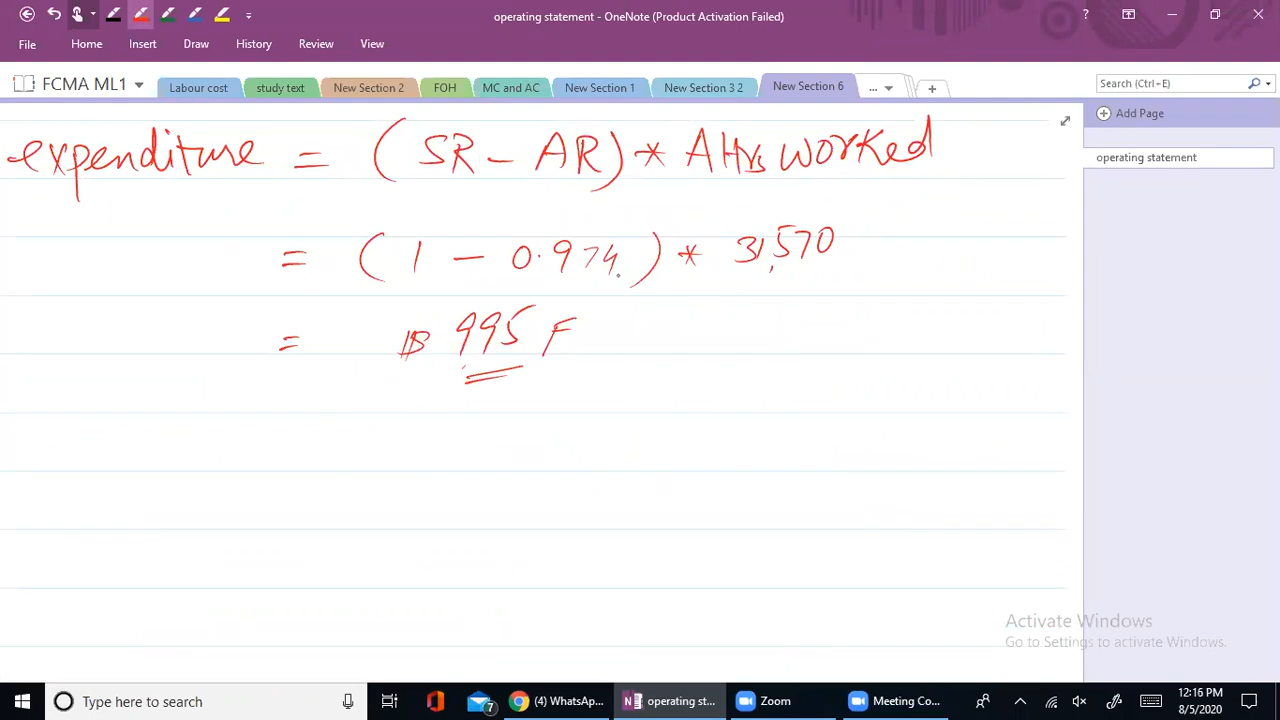 operating statement - OneNote (Product Activation Failed)
File Home Insert Draw History Review View
FCMA ML1 Labour cost study text New Section 2 FOH MC and AC New Section 1 New Section 3 2 New Section 6 ... Search (Ctrl+E)
Add Page
operating statement
expenditure = (SR - AR) * AHrs worked
= (1 - 0.974) * 31,570
= $ 995 F
Activate Windows
Go to Settings to activate Windows.
Type here to search 7 (4) WhatsApp... operating st... Zoom Meeting Co... 12:16 PM
8/5/2020